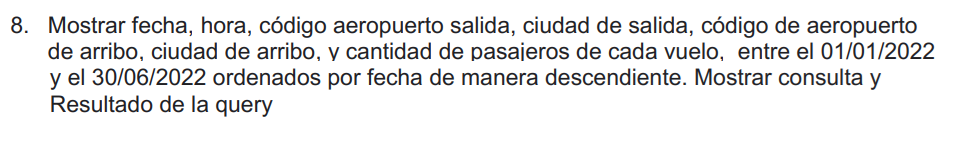 8. Mostrar fecha, hora, código aeropuerto salida, ciudad de salida, código de aeropuerto
de arribo, ciudad de arribo, y cantidad de pasajeros de cada vuelo, entre el 01/01/2022
y el 30/06/2022 ordenados por fecha de manera descendiente. Mostrar consulta y
Resultado de la query